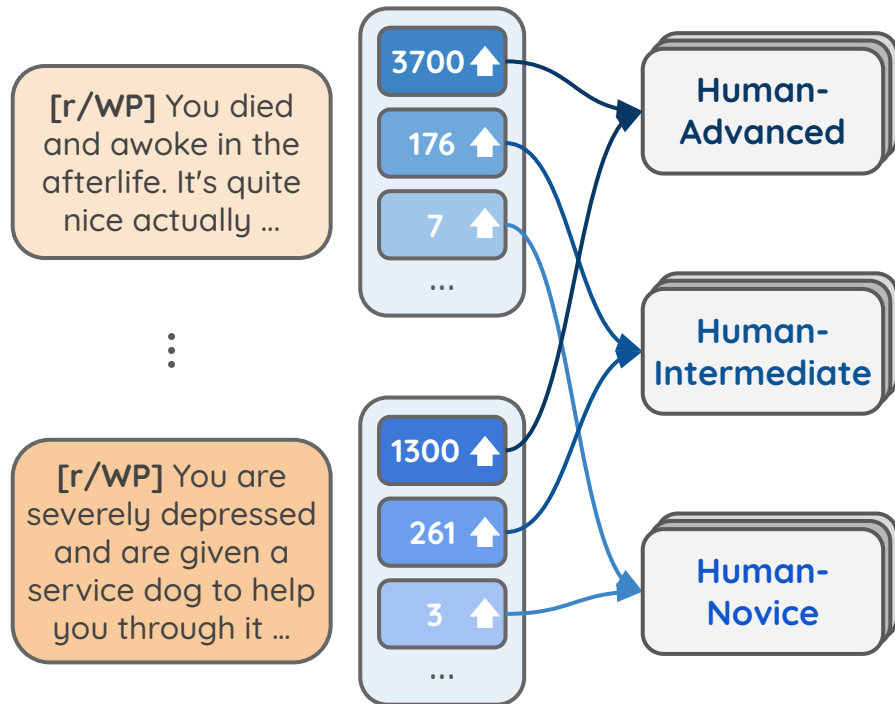 [r/WP] You died
and awoke in the
afterlife. It's quite
nice actually ...
3700
176
7
...
[r/WP] You are
severely depressed
and are given a
service dog to help
you through it ...
1300
261
3
...
Human-
Advanced
Human-
Intermediate
Human-
Novice